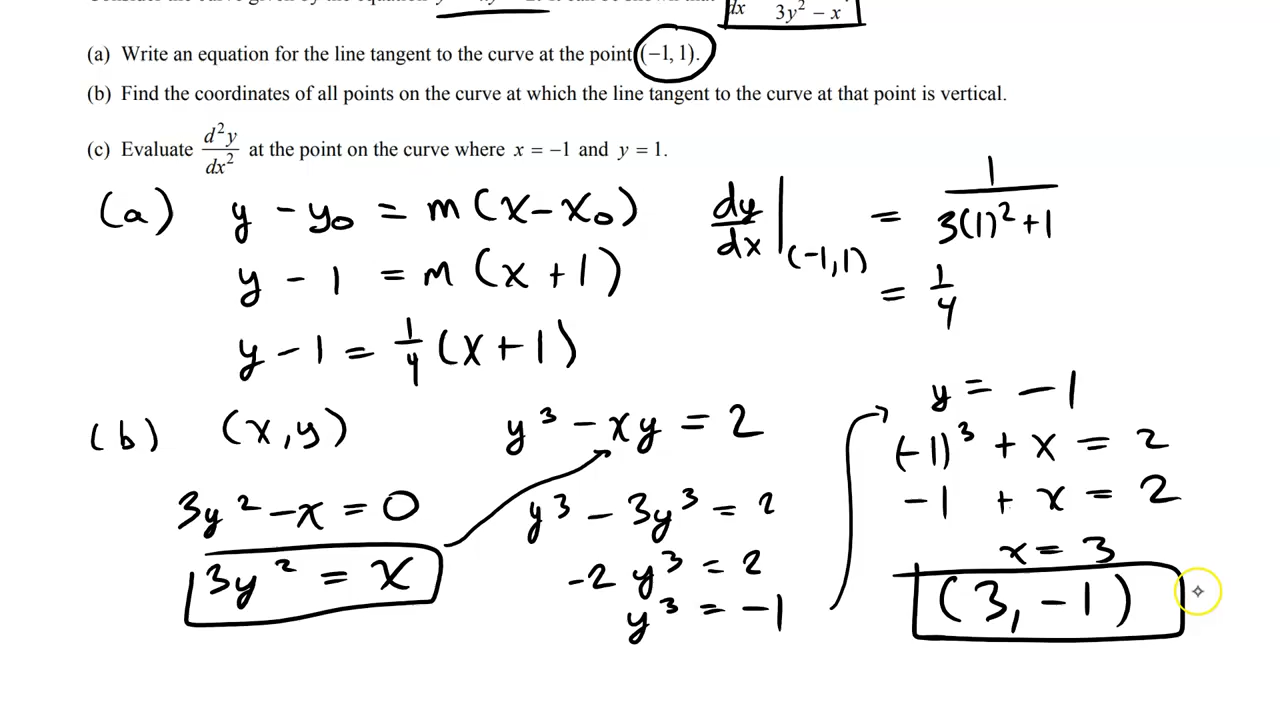 dx 3y² − x
(a) Write an equation for the line tangent to the curve at the point (−1, 1).
(b) Find the coordinates of all points on the curve at which the line tangent to the curve at that point is vertical.
(c) Evaluate d²y/dx² at the point on the curve where x = −1 and y = 1.
(a) y − y₀ = m(x − x₀)
y − 1 = m(x + 1)
y − 1 = 1/4 (x + 1)
dy/dx |(−1,1) = 1/(3(1)² + 1)
= 1/4
(b) (x, y)
3y² − x = 0
3y² = x
y³ − xy = 2
y³ − 3y³ = 2
−2y³ = 2
y³ = −1
y = −1
(−1)³ + x = 2
−1 + x = 2
x = 3
(3, −1)